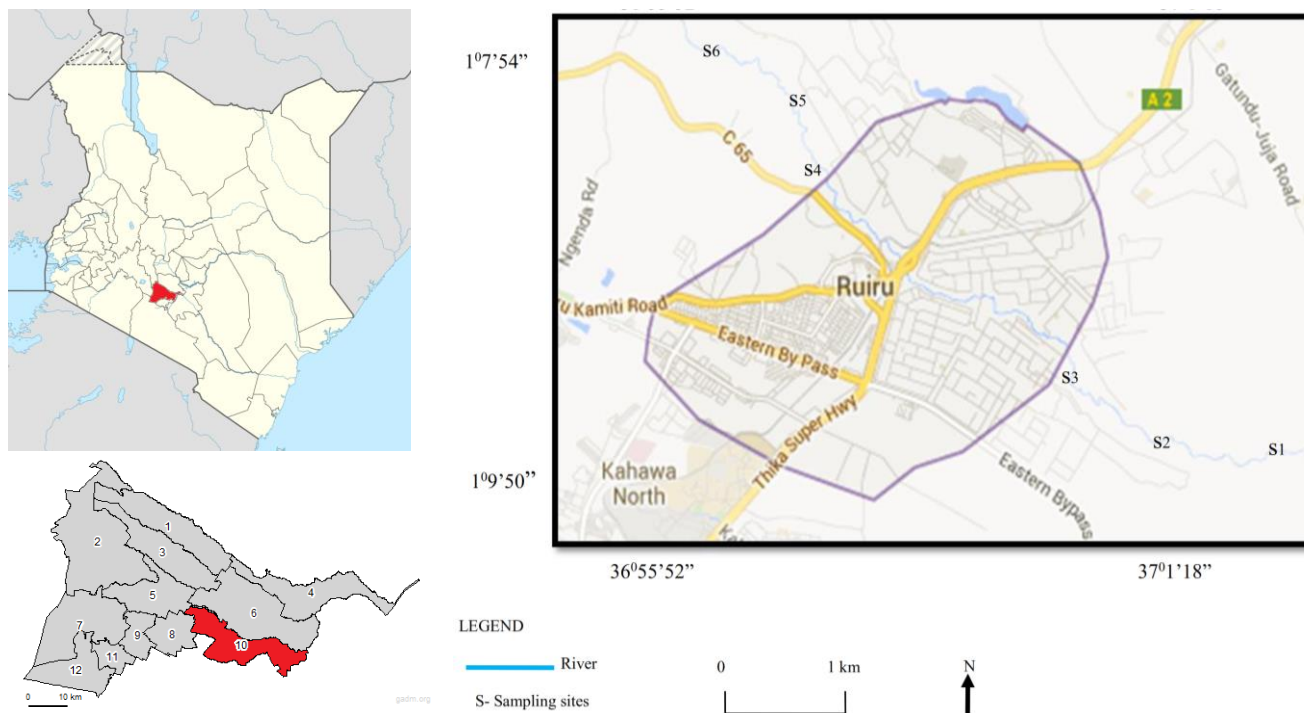 1⁰7’54”
1⁰9’50”
S6
S5
S4
A 2
C 65
Gatundu-Juja Road
Ngenda Rd
Ruiru
ru Kamiti Road
Eastern By Pass
S3
S2
S1
Thika Super Hwy
Kahawa
North
Eastern Bypass
36⁰55’52”
37⁰1’18”
1
2
3
4
5
6
7
8
9
10
11
12
0 10 km
gadm.org
LEGEND
River
S- Sampling sites
0 1 km
N